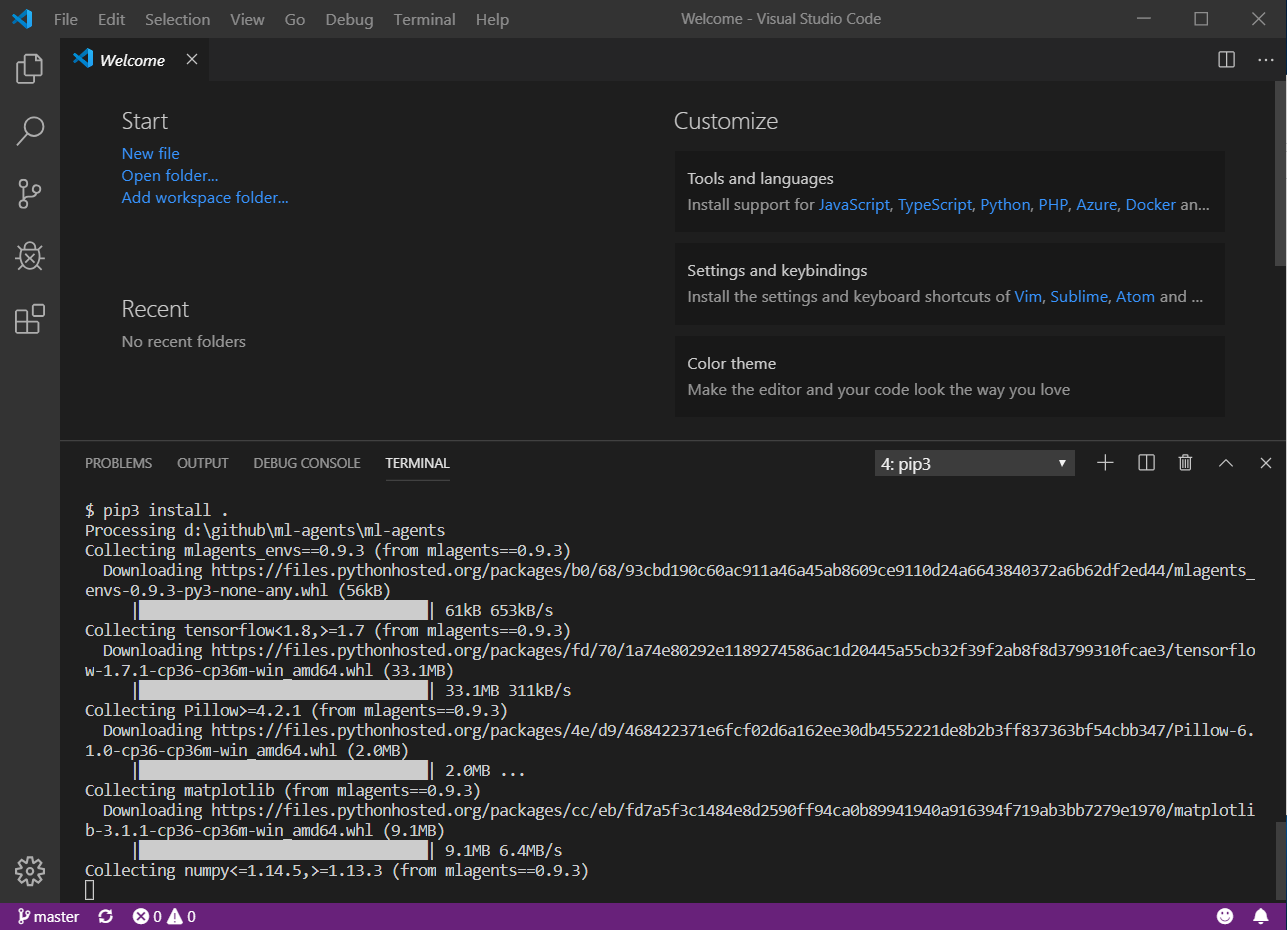 File Edit Selection View Go Debug Terminal Help Welcome - Visual Studio Code
Welcome
Start
New file
Open folder...
Add workspace folder...
Recent
No recent folders
Customize
Tools and languages
Install support for JavaScript, TypeScript, Python, PHP, Azure, Docker an...
Settings and keybindings
Install the settings and keyboard shortcuts of Vim, Sublime, Atom and ...
Color theme
Make the editor and your code look the way you love
PROBLEMS OUTPUT DEBUG CONSOLE TERMINAL 4: pip3
$ pip3 install .
Processing d:\github\ml-agents\ml-agents
Collecting mlagents_envs==0.9.3 (from mlagents==0.9.3)
Downloading https://files.pythonhosted.org/packages/b0/68/93cbd190c60ac911a46a45ab8609ce9110d24a6643840372a6b62df2ed44/mlagents_
envs-0.9.3-py3-none-any.whl (56kB)
| | 61kB 653kB/s
Collecting tensorflow<1.8,>=1.7 (from mlagents==0.9.3)
Downloading https://files.pythonhosted.org/packages/fd/70/1a74e80292e1189274586ac1d20445a55cb32f39f2ab8f8d3799310fcae3/tensorflo
w-1.7.1-cp36-cp36m-win_amd64.whl (33.1MB)
| | 33.1MB 311kB/s
Collecting Pillow>=4.2.1 (from mlagents==0.9.3)
Downloading https://files.pythonhosted.org/packages/4e/d9/468422371e6fcf02d6a162ee30db4552221de8b2b3ff837363bf54cbb347/Pillow-6.
1.0-cp36-cp36m-win_amd64.whl (2.0MB)
| | 2.0MB ...
Collecting matplotlib (from mlagents==0.9.3)
Downloading https://files.pythonhosted.org/packages/cc/eb/fd7a5f3c1484e8d2590ff94ca0b89941940a916394f719ab3bb7279e1970/matplotli
b-3.1.1-cp36-cp36m-win_amd64.whl (9.1MB)
| | 9.1MB 6.4MB/s
Collecting numpy<=1.14.5,>=1.13.3 (from mlagents==0.9.3)
master 0 0